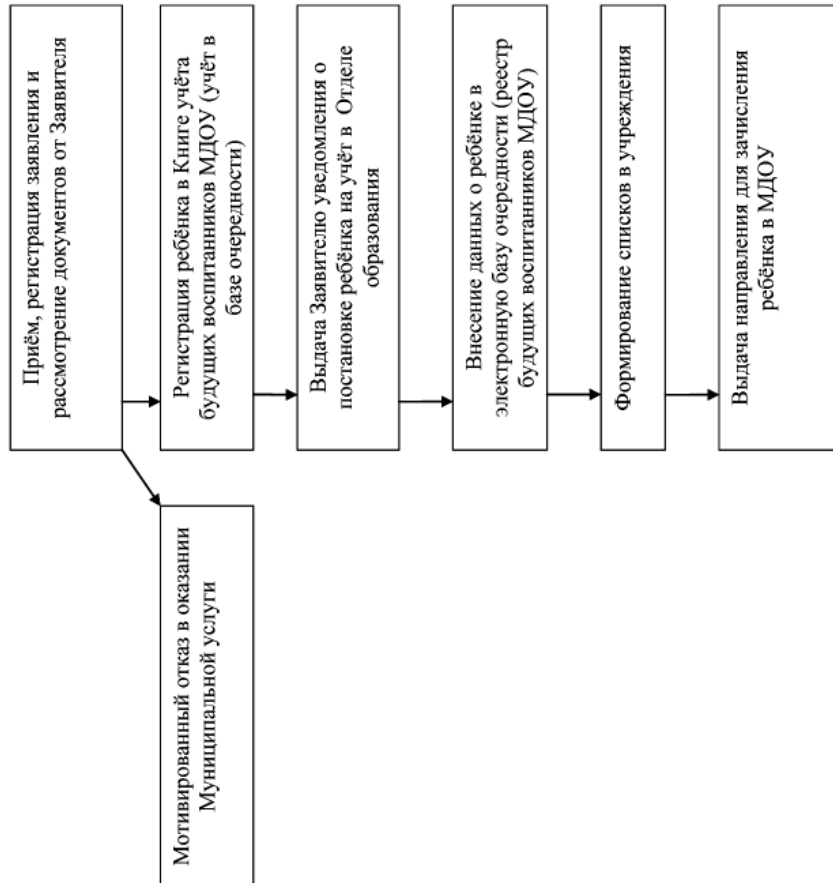 Приём, регистрация заявления и
рассмотрение документов от Заявителя
Регистрация ребёнка в Книге учёта
будущих воспитанников МДОУ (учёт в
базе очередности)
Мотивированный отказ в оказании
Муниципальной услуги
Выдача Заявителю уведомления о
постановке ребёнка на учёт в Отделе
образования
Внесение данных о ребёнке в
электронную базу очередности (реестр
будущих воспитанников МДОУ)
Формирование списков в учреждения
Выдача направления для зачисления
ребёнка в МДОУ